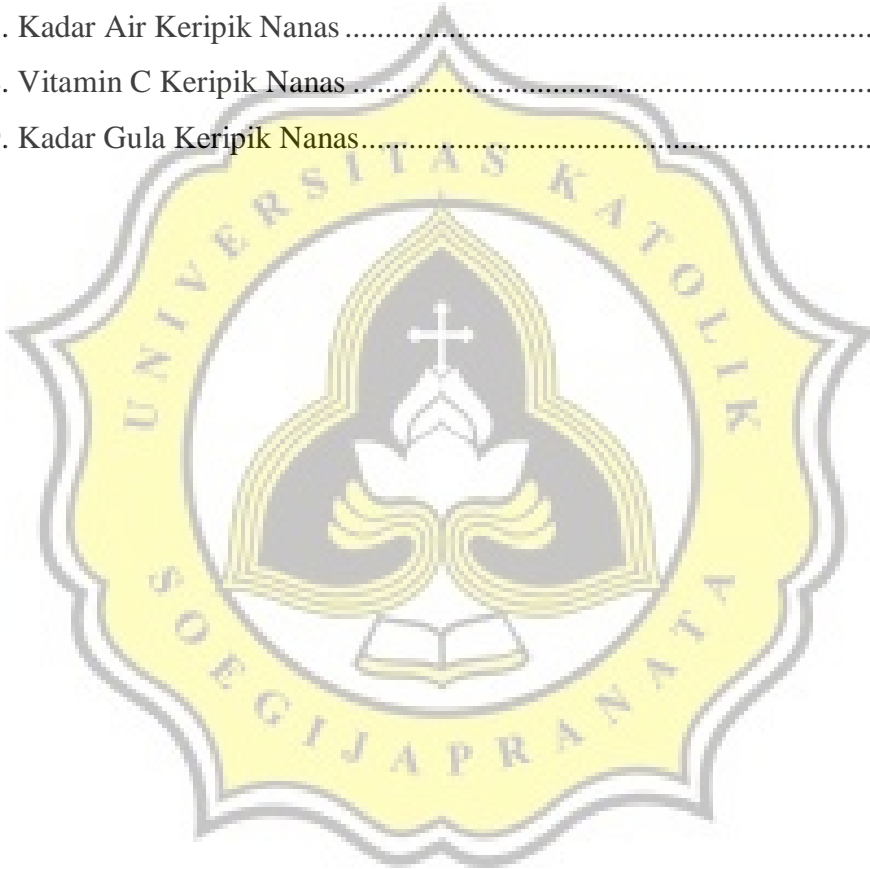 . Kadar Air Keripik Nanas ....................................................................
. Vitamin C Keripik Nanas ..................................................................
. Kadar Gula Keripik Nanas.................................................................
UNIVERSITAS KATOLIK
SOEGIJAPRANATA